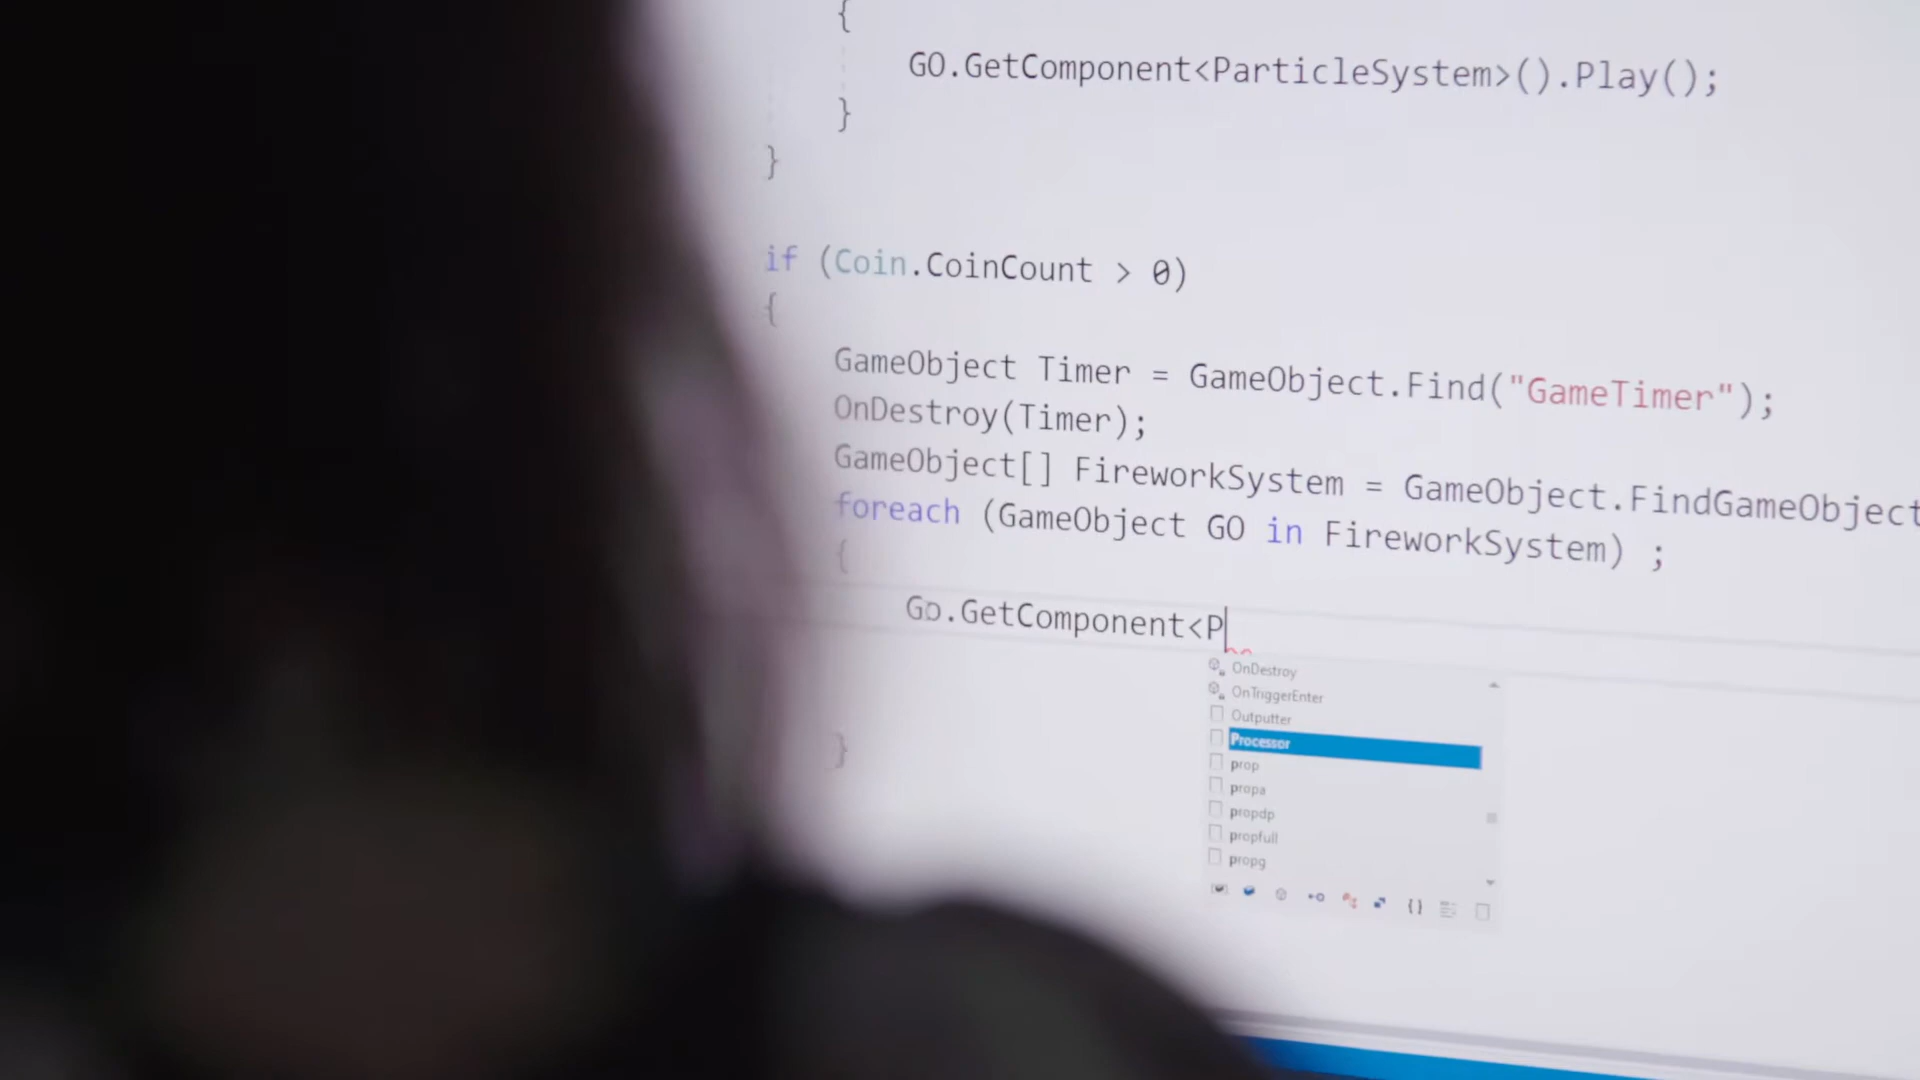 {
GO.GetComponent<ParticleSystem>().Play();
}
}
if (Coin.CoinCount > 0)
{
GameObject Timer = GameObject.Find("GameTimer");
OnDestroy(Timer);
GameObject[] FireworkSystem = GameObject.FindGameObject
foreach (GameObject GO in FireworkSystem) ;
{
Go.GetComponent<P
OnDestroy
OnTriggerEnter
Outputter
Processor
prop
propa
propdp
propfull
propg
{}
}